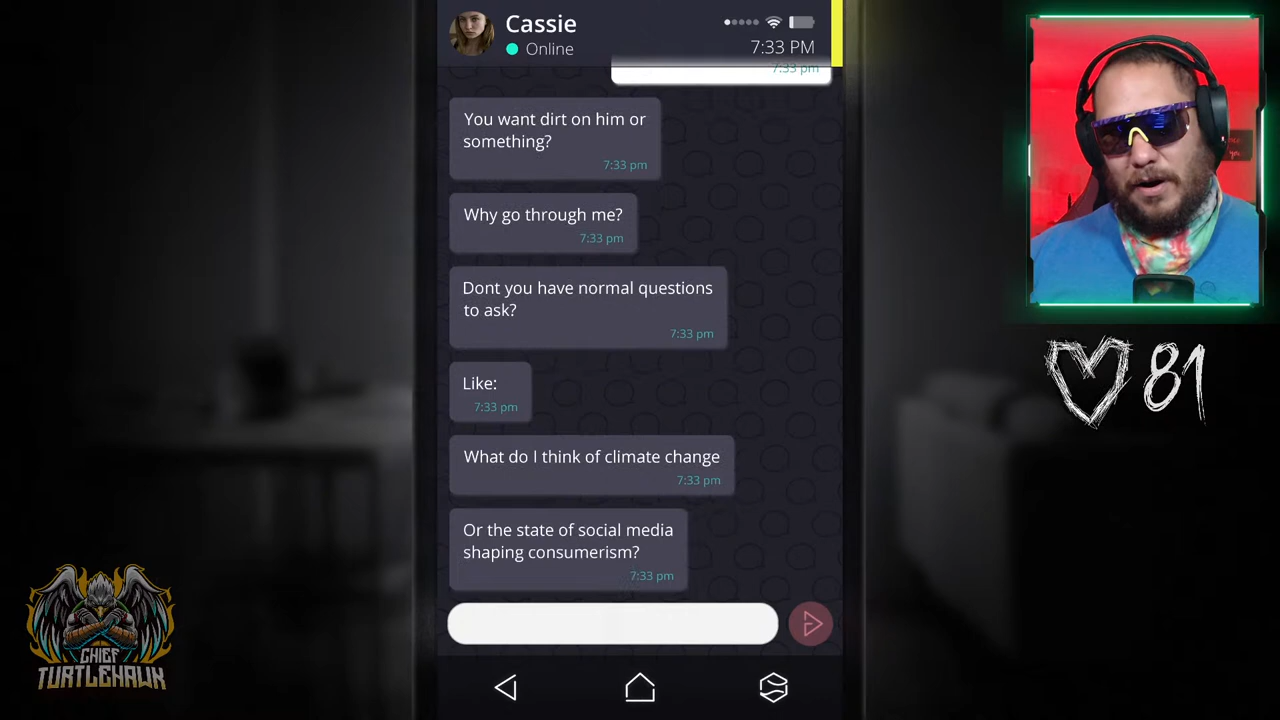 Cassie
Online
7:33 PM
7:33 pm
You want dirt on him or
something?
7:33 pm
Why go through me?
7:33 pm
Dont you have normal questions
to ask?
7:33 pm
Like:
7:33 pm
What do I think of climate change
7:33 pm
Or the state of social media
shaping consumerism?
7:33 pm
81
CHIEF
TURTLEHAWK